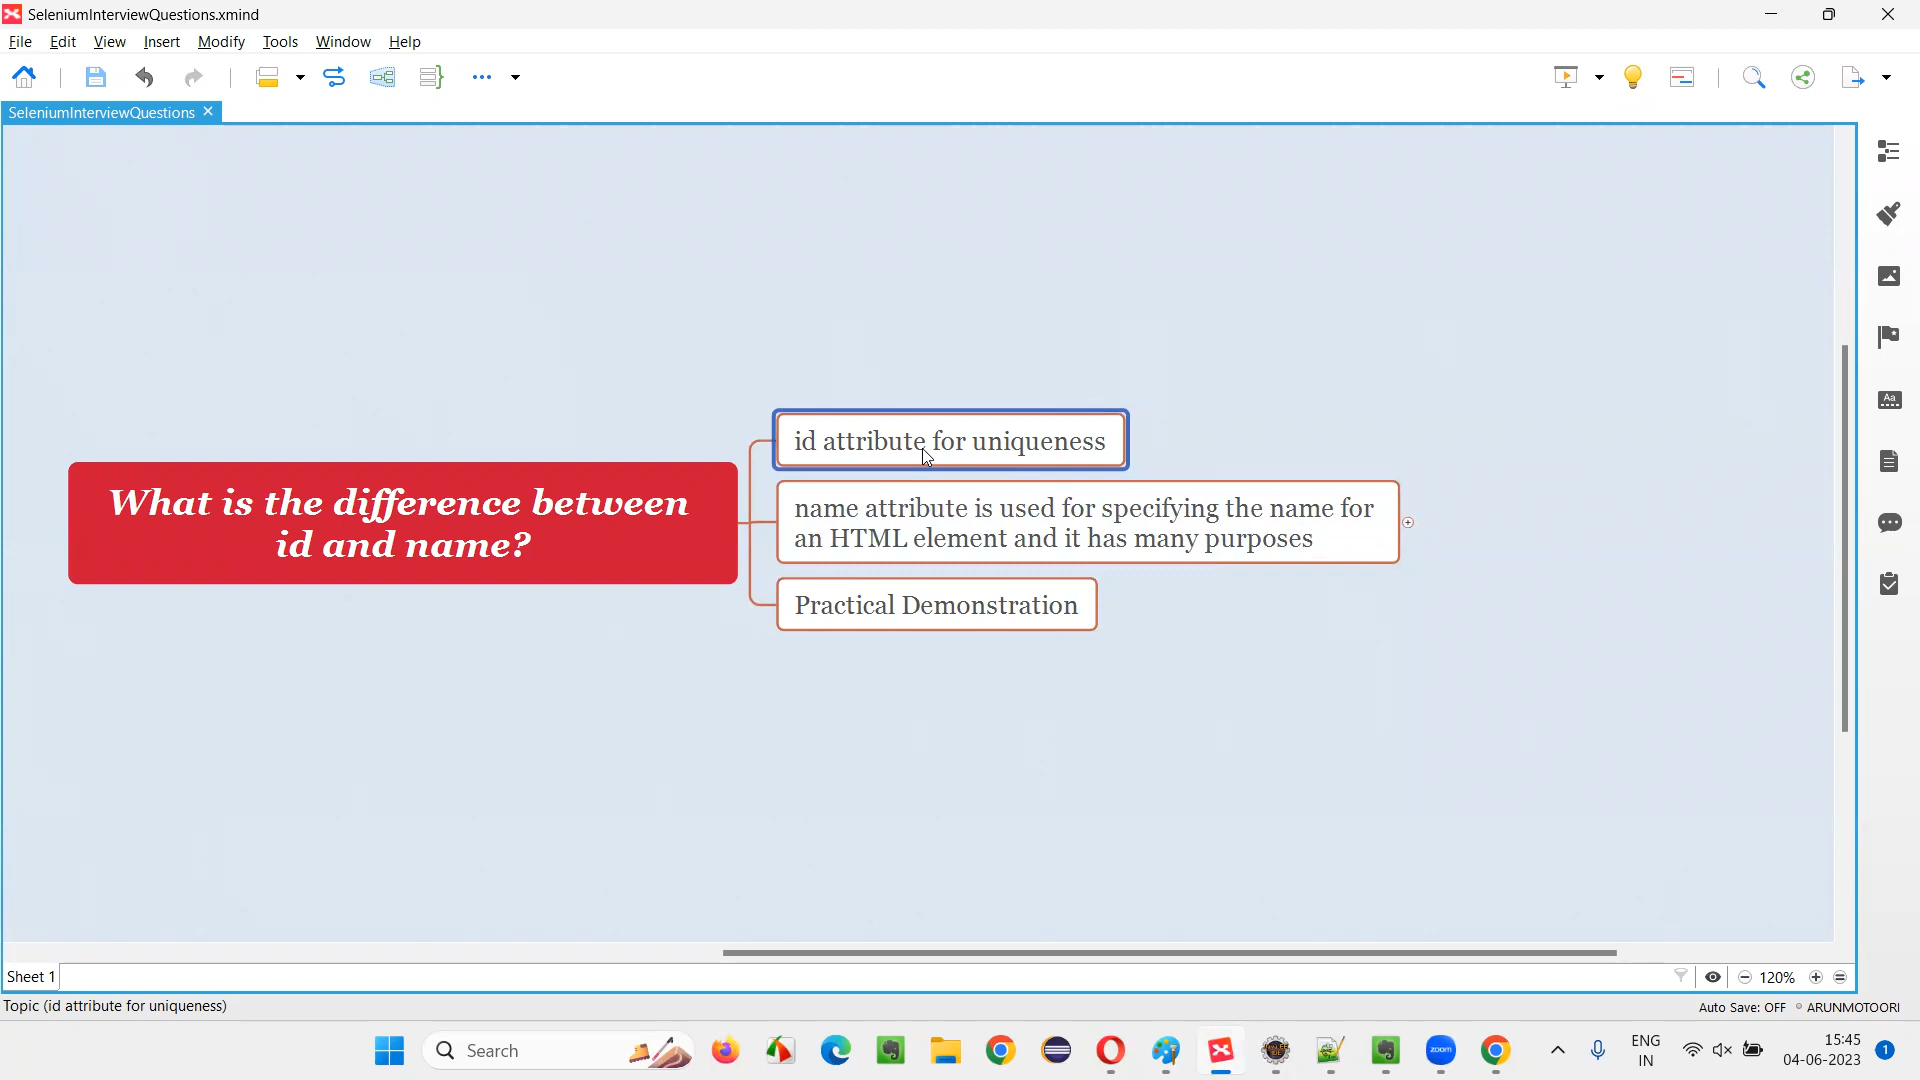 SeleniumInterviewQuestions.xmind
File Edit View Insert Modify Tools Window Help
SeleniumInterviewQuestions
What is the difference between
id and name?
id attribute for uniqueness
name attribute is used for specifying the name for
an HTML element and it has many purposes
Practical Demonstration
Aa
Sheet 1
120%
Topic (id attribute for uniqueness)
Auto Save: OFF
ARUNMOTOORI
Search
zoom
ENG
IN
15:45
04-06-2023
1